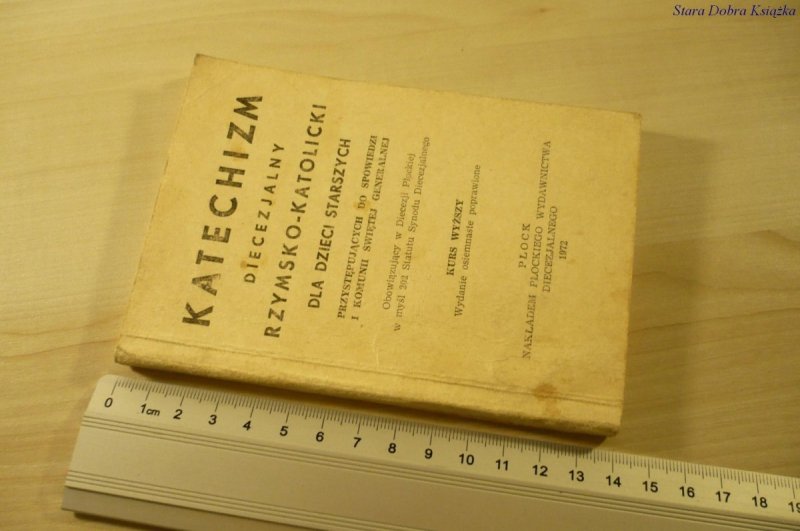 Stara Dobra Książka
KATECHIZM
DIECEZJALNY
RZYMSKO-KATOLICKI
DLA DZIECI STARSZYCH
PRZYSTĘPUJĄCYCH DO SPOWIEDZI
I KOMUNII ŚWIĘTEJ GENERALNEJ
Obowiązujący w Diecezji Płockiej
w myśl 302 Statutu Synodu Diecezjalnego
KURS WYŻSZY
Wydanie osiemnaste poprawione
PŁOCK
NAKŁADEM PŁOCKIEGO WYDAWNICTWA
DIECEZJALNEGO
1972
0 1cm 2 3 4 5 6 7 8 9 10 11 12 13 14 15 16 17 18 19